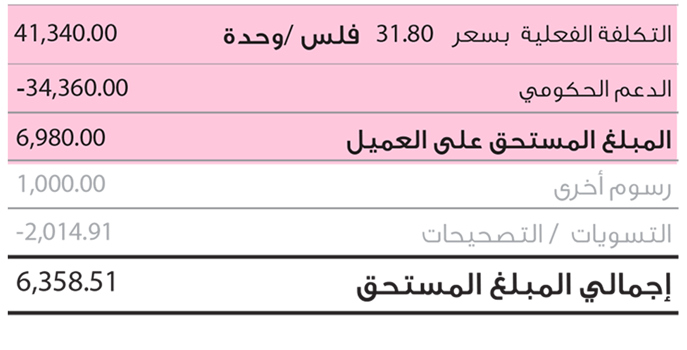 التكلفة الفعلية بسعر 31.80 فلس /وحدة 41,340.00
الدعم الحكومي -34,360.00
المبلغ المستحق على العميل 6,980.00
رسوم أخرى 1,000.00
التسويات / التصحيحات -2,014.91
إجمالي المبلغ المستحق 6,358.51